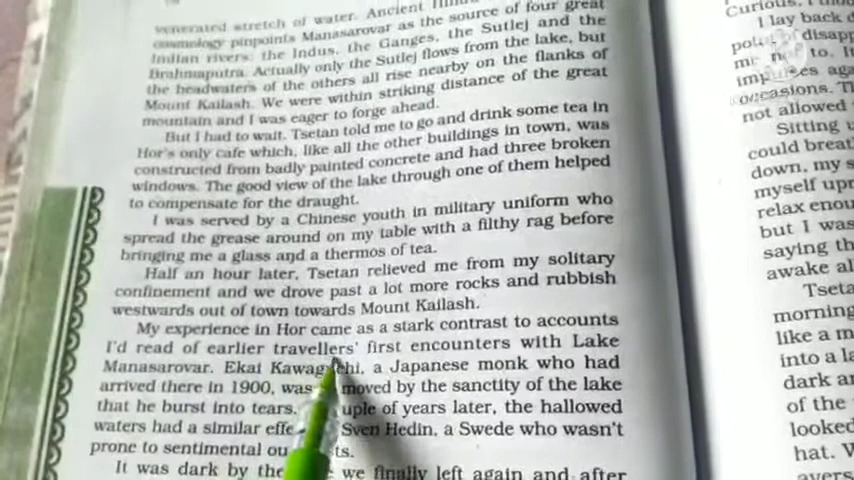 venerated stretch of water. Ancient Hindu
cosmology pinpoints Manasarovar as the source of four great
Indian rivers: the Indus, the Ganges, the Sutlej and the
Brahmaputra. Actually only the Sutlej flows from the lake, but
the headwaters of the others all rise nearby on the flanks of
Mount Kailash. We were within striking distance of the great
mountain and I was eager to forge ahead.
But I had to wait. Tsetan told me to go and drink some tea in
Hor's only cafe which, like all the other buildings in town, was
constructed from badly painted concrete and had three broken
windows. The good view of the lake through one of them helped
to compensate for the draught.
I was served by a Chinese youth in military uniform who
spread the grease around on my table with a filthy rag before
bringing me a glass and a thermos of tea.
Half an hour later, Tsetan relieved me from my solitary
confinement and we drove past a lot more rocks and rubbish
westwards out of town towards Mount Kailash.
My experience in Hor came as a stark contrast to accounts
I'd read of earlier travellers' first encounters with Lake
Manasarovar. Ekai a Japanese monk who had
arrived there in 1900, was moved by the sanctity of the lake
that he burst into tears. years later, the hallowed
waters had a similar Sven Hedin, a Swede who wasn't
prone to sentimental
It was dark by the we finally left again and after
Curious,
I lay back
to.
occasions.
not allowed
Sitting
could
down, my
myself
relax
but I was
saying
awake
Tsetan
morning
like a
into a
dark
of the
looked
hat.